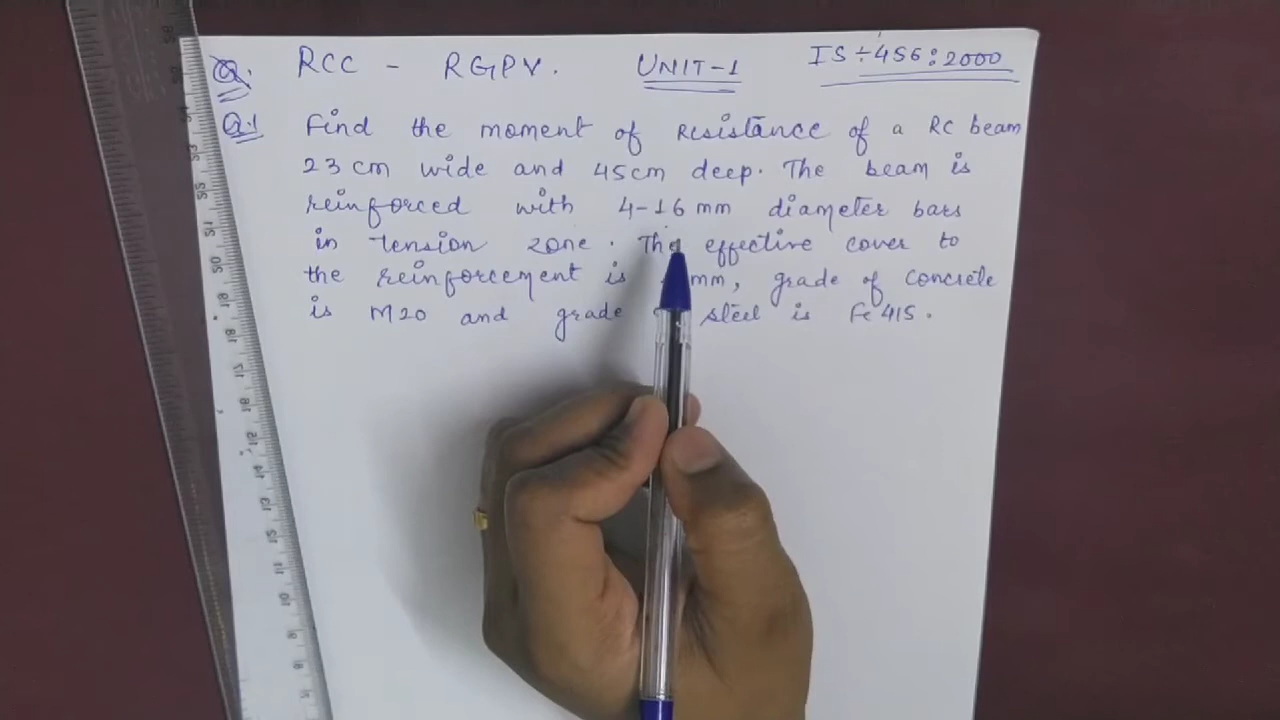 Q. RCC - RGPV. UNIT-1 IS÷456:2000
Q.1 Find the moment of resistance of a RC beam
23 cm wide and 45cm deep. The beam is
reinforced with 4-16 mm diameter bars
in tension zone. The effective cover to
the reinforcement is mm, grade of concrete
is M20 and grade steel is Fe 415.